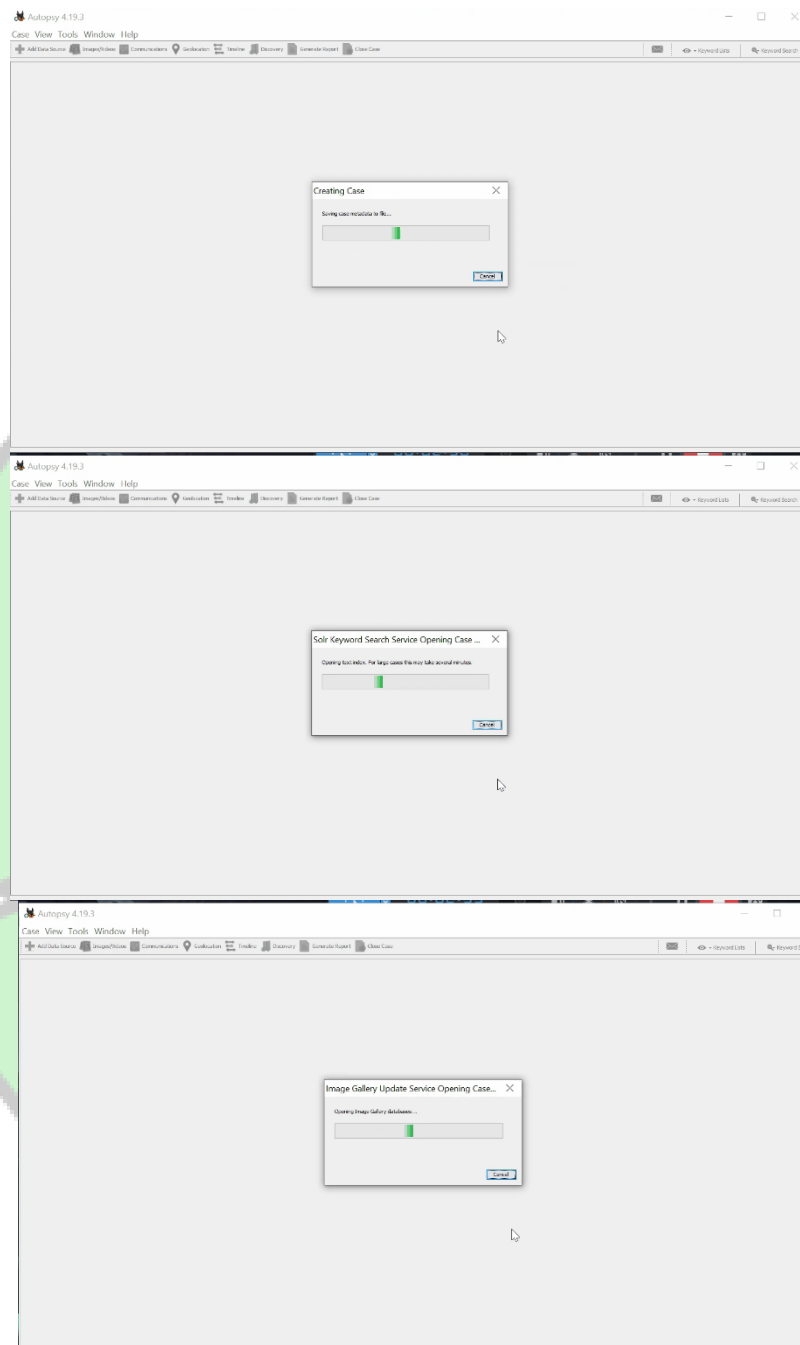 Autopsy 4.19.3
Case View Tools Window Help
Add Data Source Images/Videos Communications Geolocation Timeline Discovery Generate Report Close Case Keyword Lists Keyword Search
Creating Case
Saving case metadata to file...
Cancel
Autopsy 4.19.3
Case View Tools Window Help
Add Data Source Images/Videos Communications Geolocation Timeline Discovery Generate Report Close Case Keyword Lists Keyword Search
Solr Keyword Search Service Opening Case ...
Opening text index. For large cases this may take several minutes.
Cancel
Autopsy 4.19.3
Case View Tools Window Help
Add Data Source Images/Videos Communications Geolocation Timeline Discovery Generate Report Close Case Keyword Lists Keyword
Image Gallery Update Service Opening Case...
Opening Image Gallery databases...
Cancel